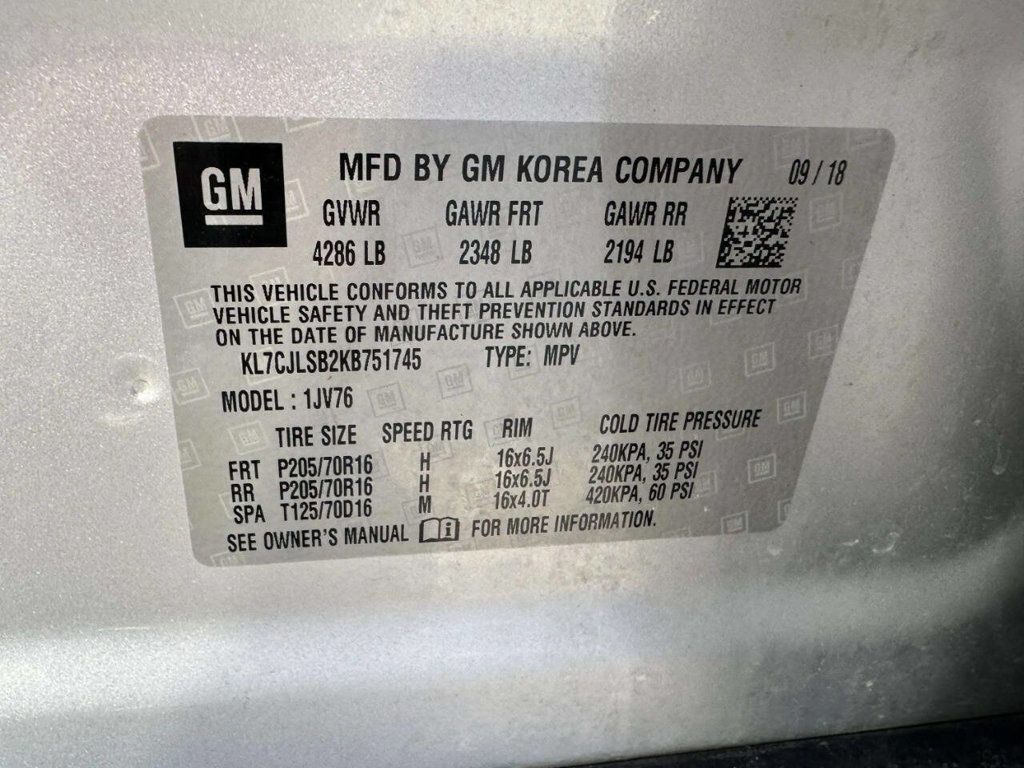 GM
MFD BY GM KOREA COMPANY 09/18
GVWR GAWR FRT GAWR RR
4286 LB 2348 LB 2194 LB
THIS VEHICLE CONFORMS TO ALL APPLICABLE U.S. FEDERAL MOTOR
VEHICLE SAFETY AND THEFT PREVENTION STANDARDS IN EFFECT
ON THE DATE OF MANUFACTURE SHOWN ABOVE.
KL7CJLSB2KB751745 TYPE: MPV
MODEL : 1JV76
TIRE SIZE SPEED RTG RIM COLD TIRE PRESSURE
FRT P205/70R16 H 16x6.5J 240KPA, 35 PSI
RR P205/70R16 H 16x6.5J 240KPA, 35 PSI
SPA T125/70D16 M 16x4.0T 420KPA, 60 PSI
SEE OWNER'S MANUAL FOR MORE INFORMATION.